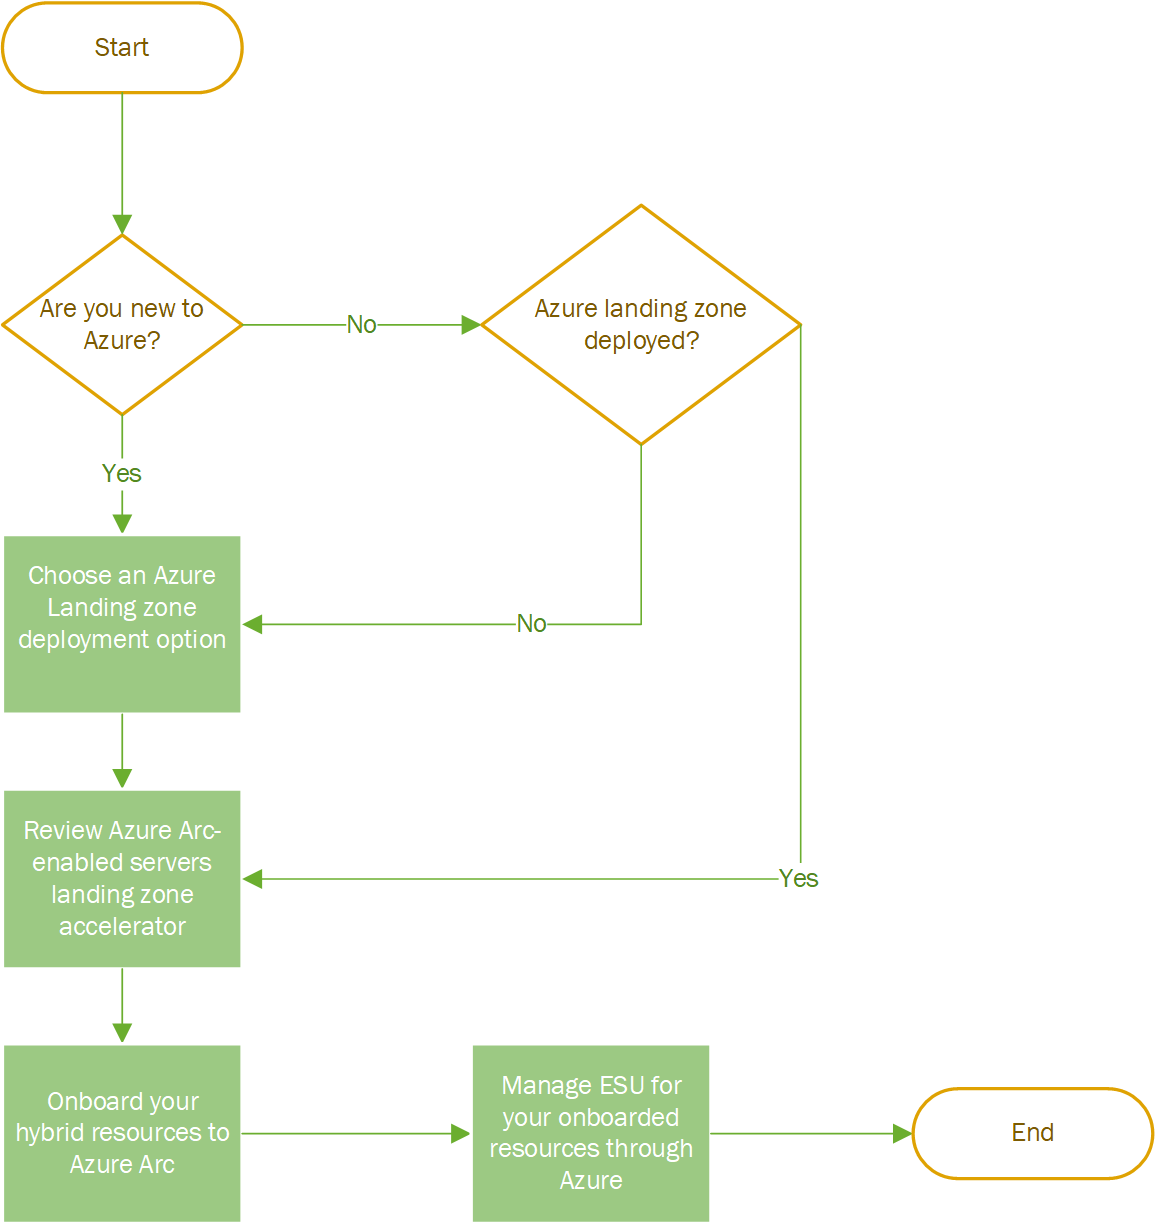 Start
Are you new to
Azure?
No
Azure landing zone
deployed?
Yes
Choose an Azure
Landing zone
deployment option
No
Review Azure Arc-
enabled servers
landing zone
accelerator
Yes
Onboard your
hybrid resources to
Azure Arc
Manage ESU for
your onboarded
resources through
Azure
End